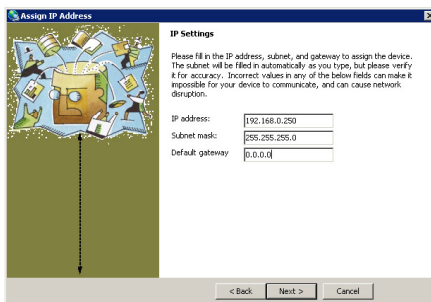 Assign IP Address
IP Settings
Please fill in the IP address, subnet, and gateway to assign the device.
The subnet will be filled in automatically as you type, but please verify
it for accuracy. Incorrect values in any of the below fields can make it
impossible for your device to communicate, and can cause network
disruption.
IP address: 192.168.0.250
Subnet mask: 255.255.255.0
Default gateway 0.0.0.0
< Back Next > Cancel